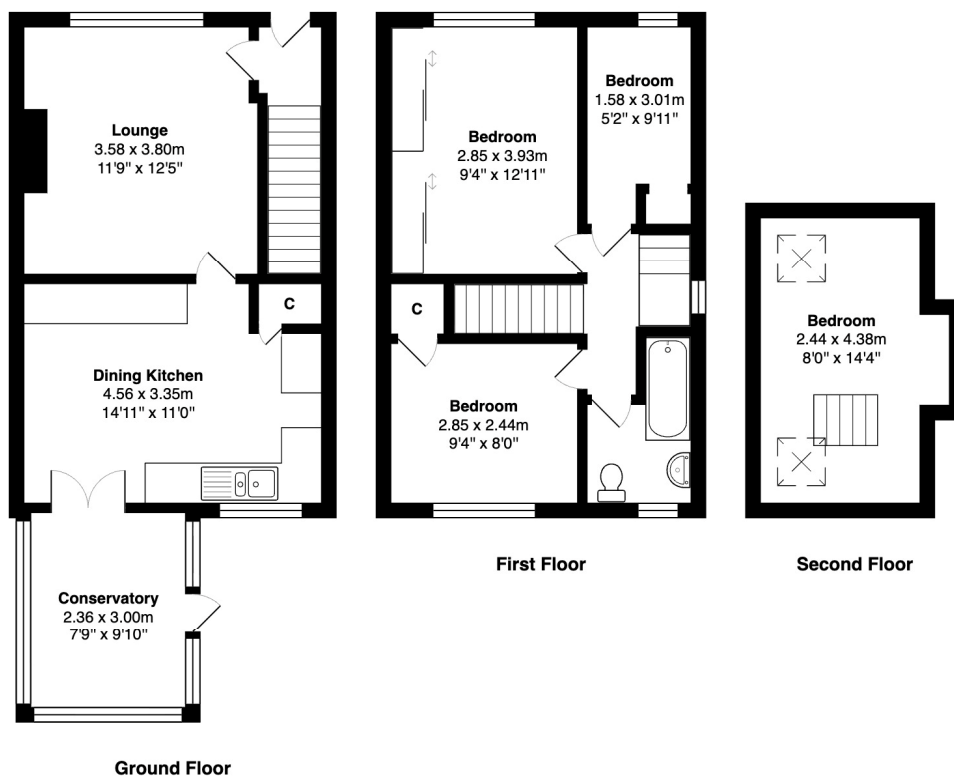 Lounge
3.58 x 3.80m
11'9" x 12'5"
C
Dining Kitchen
4.56 x 3.35m
14'11" x 11'0"
Conservatory
2.36 x 3.00m
7'9" x 9'10"
Ground Floor
Bedroom
2.85 x 3.93m
9'4" x 12'11"
Bedroom
1.58 x 3.01m
5'2" x 9'11"
C
Bedroom
2.85 x 2.44m
9'4" x 8'0"
First Floor
Bedroom
2.44 x 4.38m
8'0" x 14'4"
Second Floor